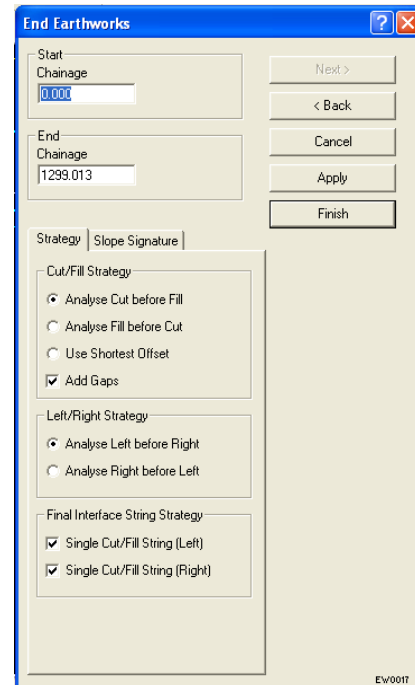 End Earthworks
Start
Chainage
0.000
End
Chainage
1299.013
Next >
< Back
Cancel
Apply
Finish
Strategy
Slope Signature
Cut/Fill Strategy
Analyse Cut before Fill
Analyse Fill before Cut
Use Shortest Offset
Add Gaps
Left/Right Strategy
Analyse Left before Right
Analyse Right before Left
Final Interface String Strategy
Single Cut/Fill String (Left)
Single Cut/Fill String (Right)
EW0017